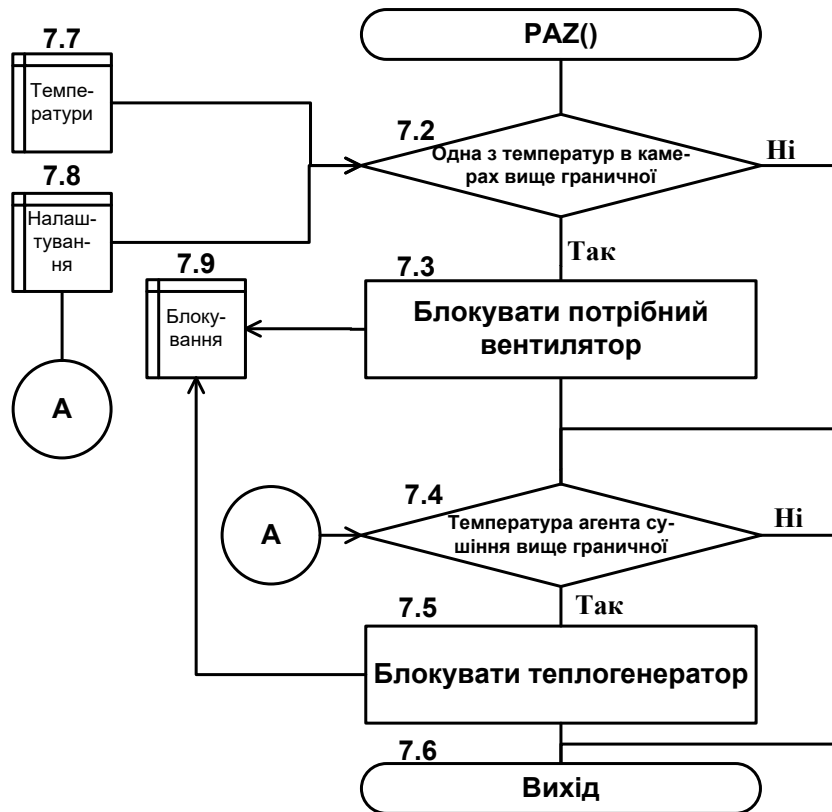 7.7
PAZ()
Темпе-
ратури
7.2
Одна з температур в каме-
рах вище граничної
Ні
7.8
Налаш-
туван-
ня
Так
7.9
7.3
Блоку-
вання
Блокувати потрібний
вентилятор
А
7.4
А
Температура агента су-
шіння вище граничної
Ні
Так
7.5
Блокувати теплогенератор
7.6
Вихід